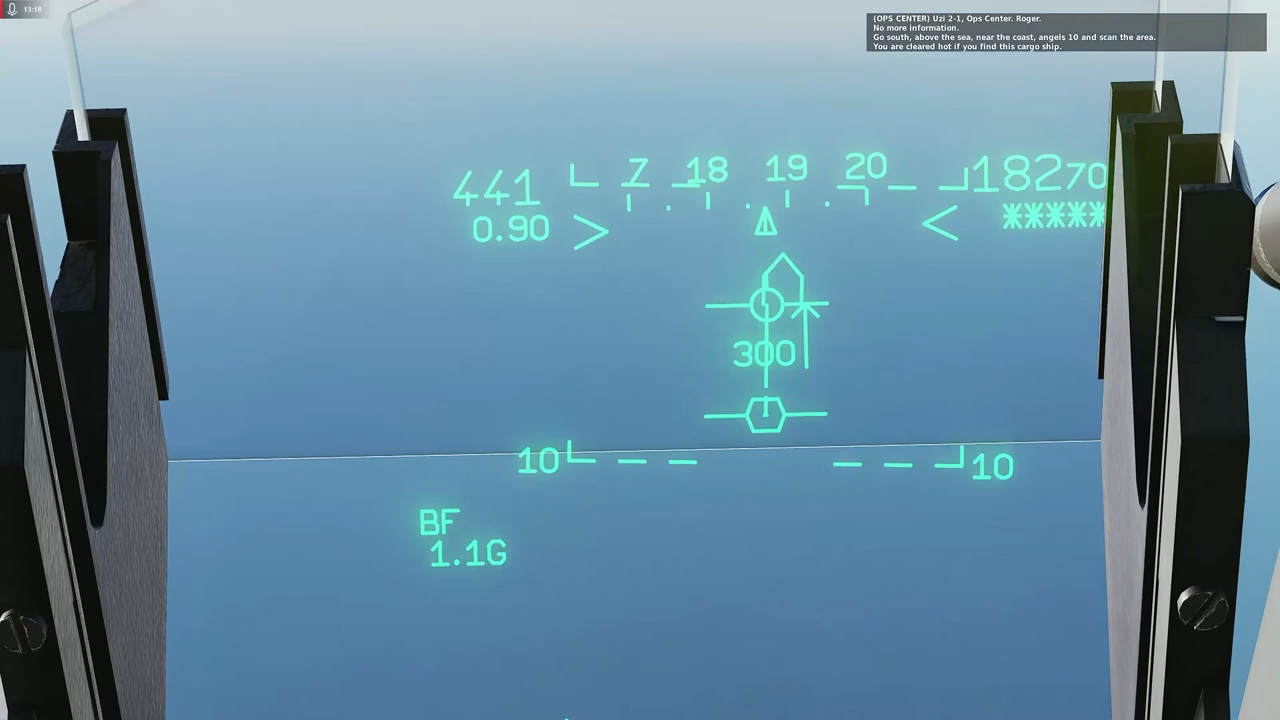 13:18
(OPS CENTER) Uzi 2-1, Ops Center. Roger.
No more information.
Go south, above the sea, near the coast, angels 10 and scan the area.
You are cleared hot if you find this cargo ship.
441 7 18 19 20 18270
0.90 *****
300
10 10
BF
1.1G